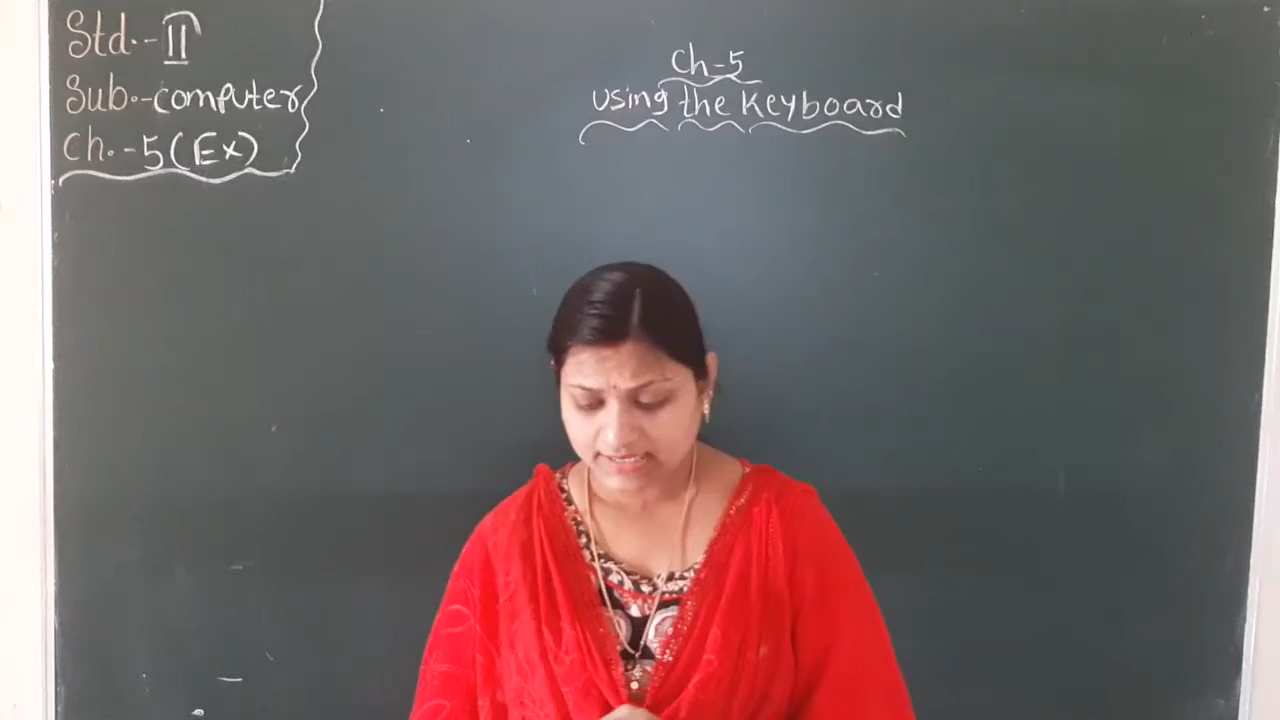 Std.-II
Sub.-computer
Ch.-5(Ex)
Ch-5
using the Keyboard